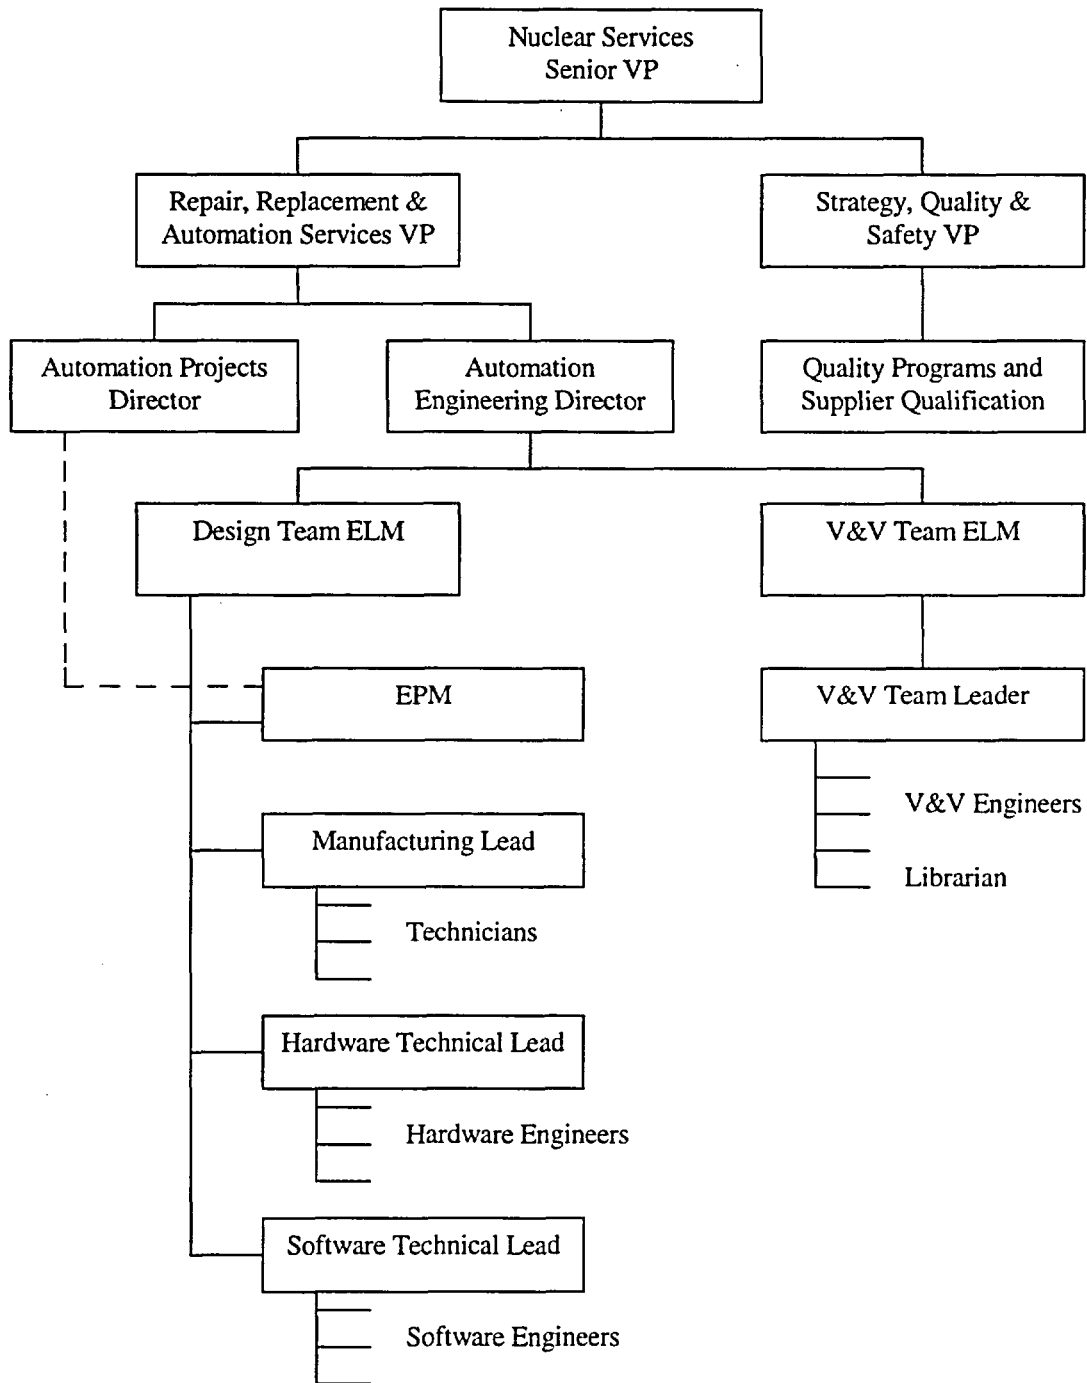 Nuclear Services
Senior VP
Repair, Replacement &
Automation Services VP
Strategy, Quality &
Safety VP
Automation Projects
Director
Automation
Engineering Director
Quality Programs and
Supplier Qualification
Design Team ELM
V&V Team ELM
EPM
V&V Team Leader
V&V Engineers
Manufacturing Lead
Librarian
Technicians
Hardware Technical Lead
Hardware Engineers
Software Technical Lead
Software Engineers